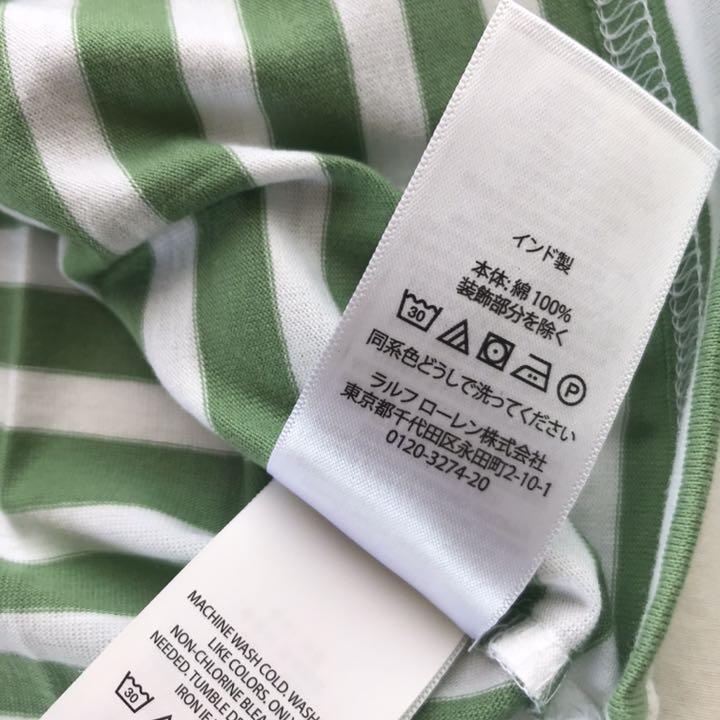 インド製
本体: 綿 100%
装飾部分を除く
30 P
同系色どうしで洗ってください
ラルフ ローレン株式会社
東京都千代田区永田町2-10-1
0120-3274-20
MACHINE WASH COLD. WASH
LIKE COLORS. ONLY
NON-CHLORINE BLEA
NEEDED. TUMBLE DR
IRON IF
30